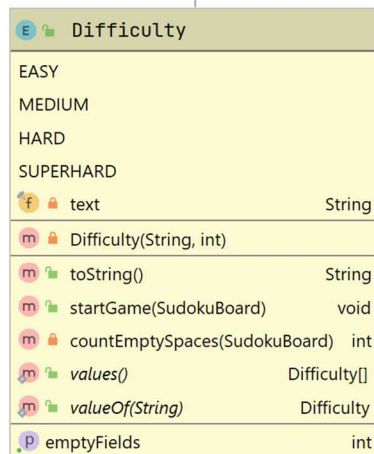 E Difficulty
EASY
MEDIUM
HARD
SUPERHARD
f text String
m Difficulty(String, int)
m toString() String
m startGame(SudokuBoard) void
m countEmptySpaces(SudokuBoard) int
m values() Difficulty[]
m valueOf(String) Difficulty
p emptyFields int